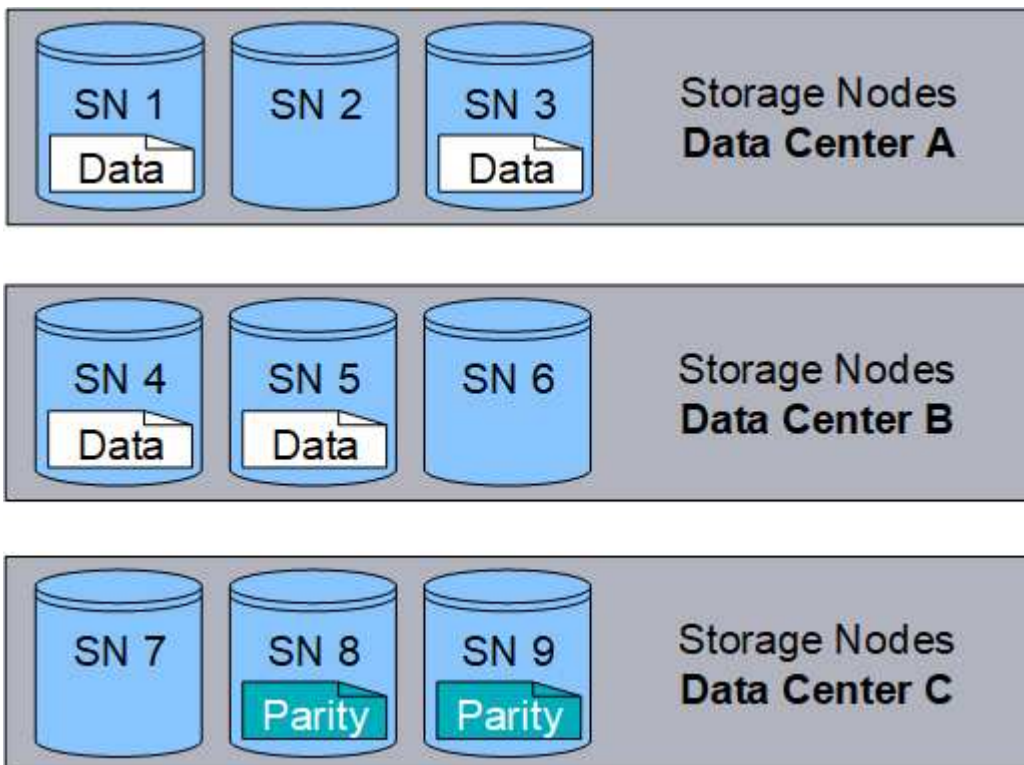 SN 1
SN 2
SN 3
Data
Data
Storage Nodes
Data Center A
SN 4
SN 5
SN 6
Data
Data
Storage Nodes
Data Center B
SN 7
SN 8
SN 9
Parity
Parity
Storage Nodes
Data Center C